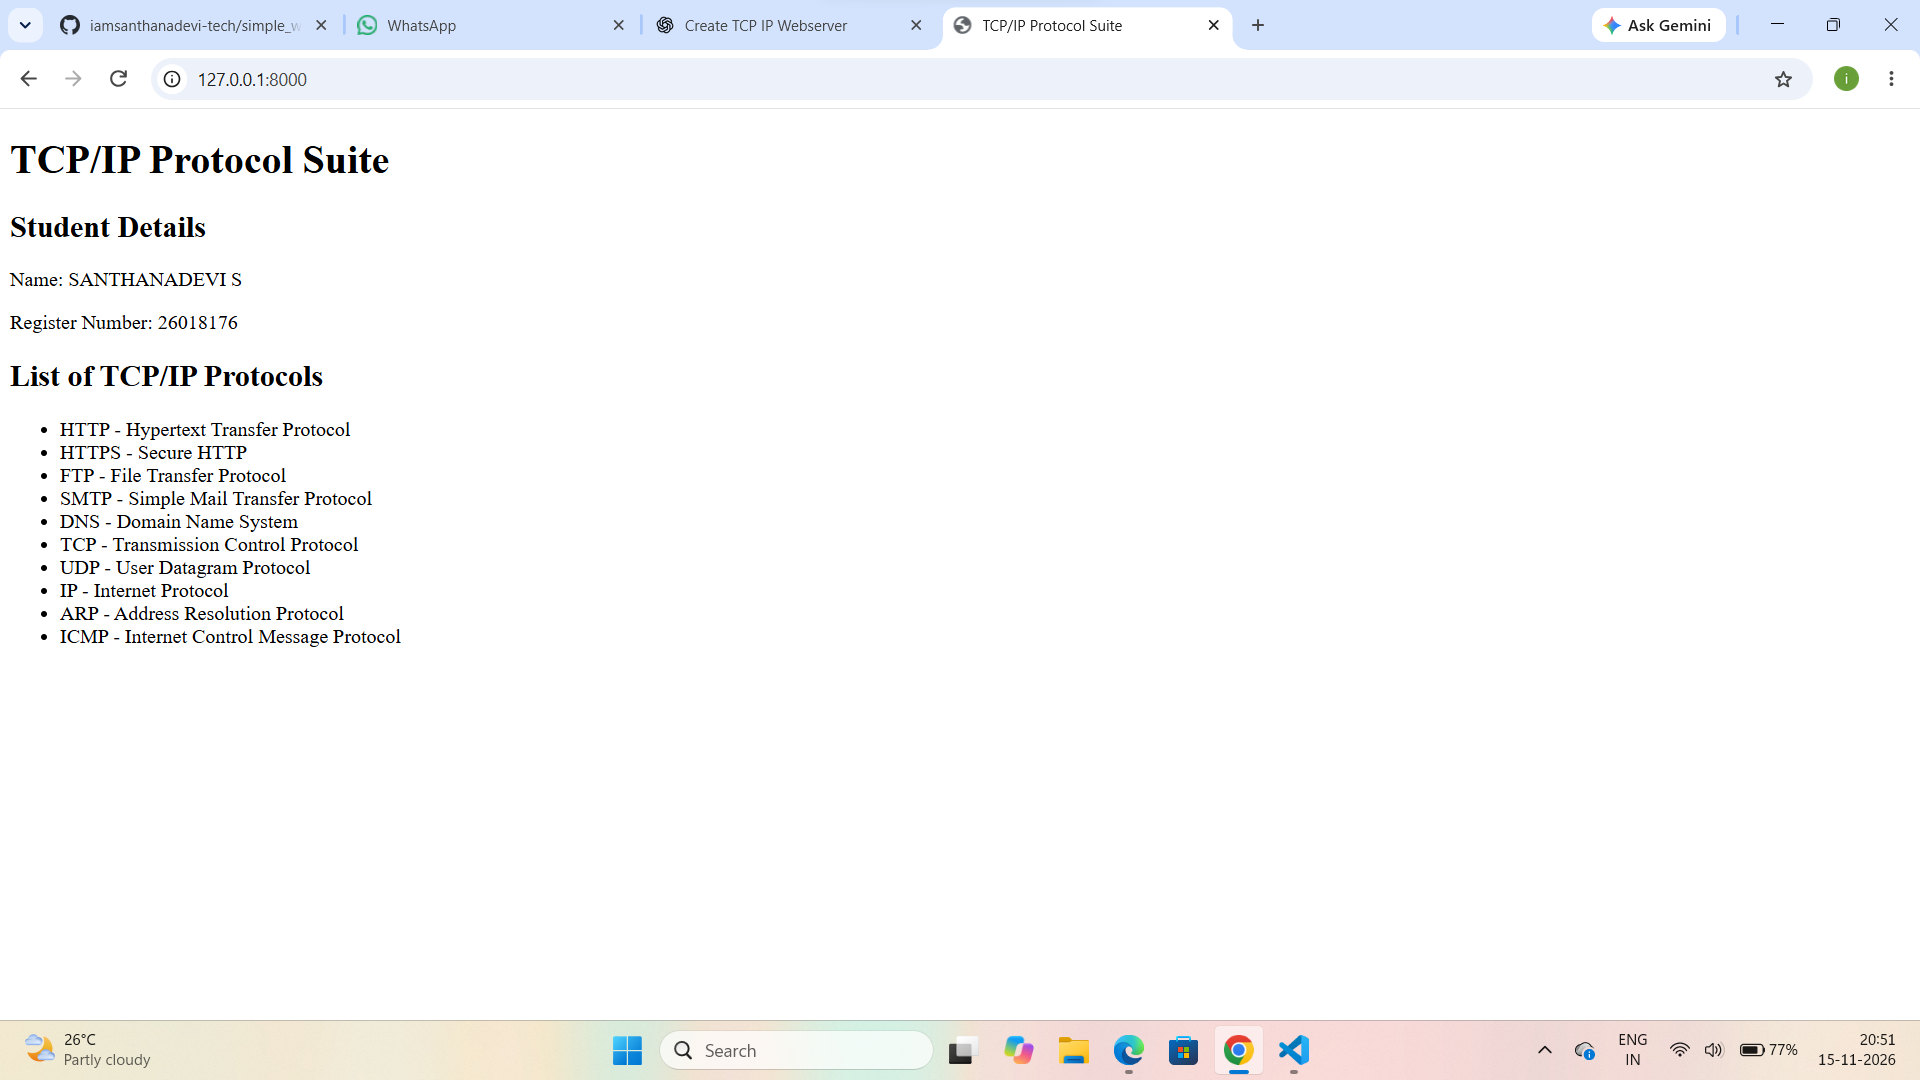 iamsanthanadevi-tech/simple_w
WhatsApp
Create TCP IP Webserver
TCP/IP Protocol Suite
Ask Gemini
127.0.0.1:8000
i
TCP/IP Protocol Suite
Student Details
Name: SANTHANADEVI S
Register Number: 26018176
List of TCP/IP Protocols
• HTTP - Hypertext Transfer Protocol
• HTTPS - Secure HTTP
• FTP - File Transfer Protocol
• SMTP - Simple Mail Transfer Protocol
• DNS - Domain Name System
• TCP - Transmission Control Protocol
• UDP - User Datagram Protocol
• IP - Internet Protocol
• ARP - Address Resolution Protocol
• ICMP - Internet Control Message Protocol
26°C
Partly cloudy
Search
ENG
IN
77%
20:51
15-11-2026